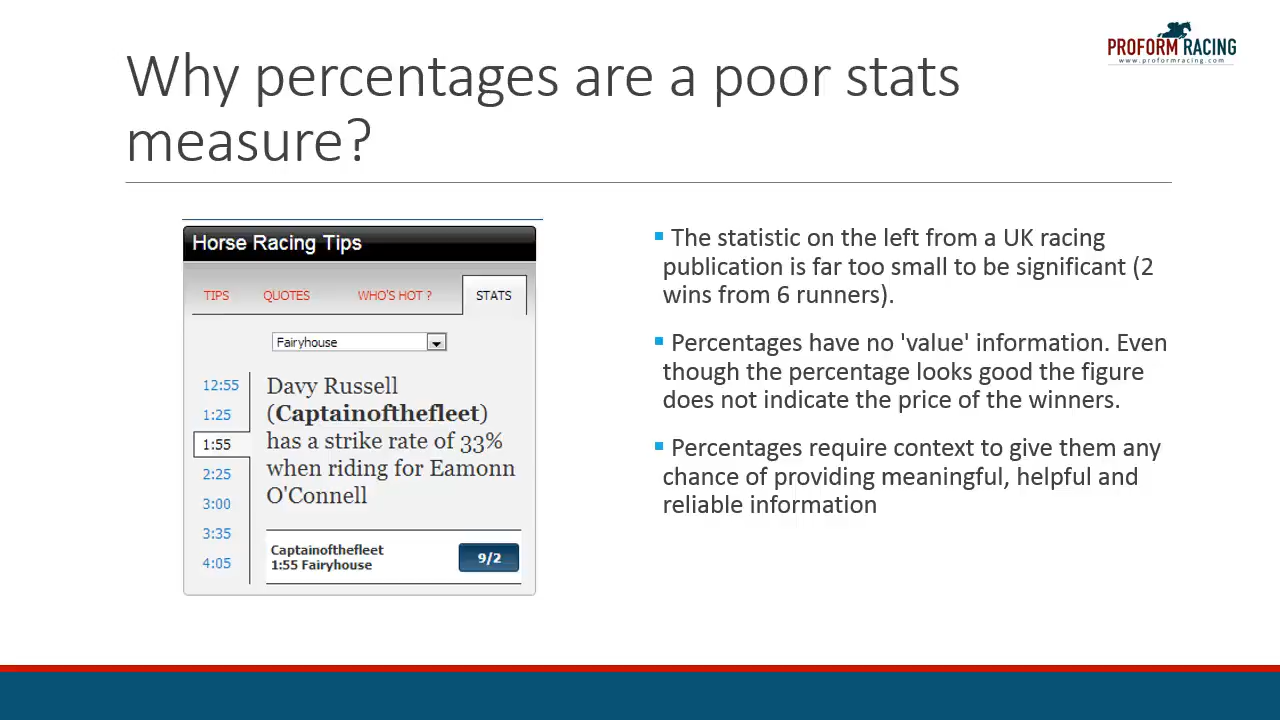 PROFORM RACING
www.proformracing.com
Why percentages are a poor stats
measure?
Horse Racing Tips
TIPS QUOTES WHO'S HOT ? STATS
Fairyhouse
12:55
1:25
1:55
2:25
3:00
3:35
4:05
Davy Russell
(Captainofthefleet)
has a strike rate of 33%
when riding for Eamonn
O'Connell
Captainofthefleet
1:55 Fairyhouse
9/2
▪ The statistic on the left from a UK racing
publication is far too small to be significant (2
wins from 6 runners).
▪ Percentages have no 'value' information. Even
though the percentage looks good the figure
does not indicate the price of the winners.
▪ Percentages require context to give them any
chance of providing meaningful, helpful and
reliable information